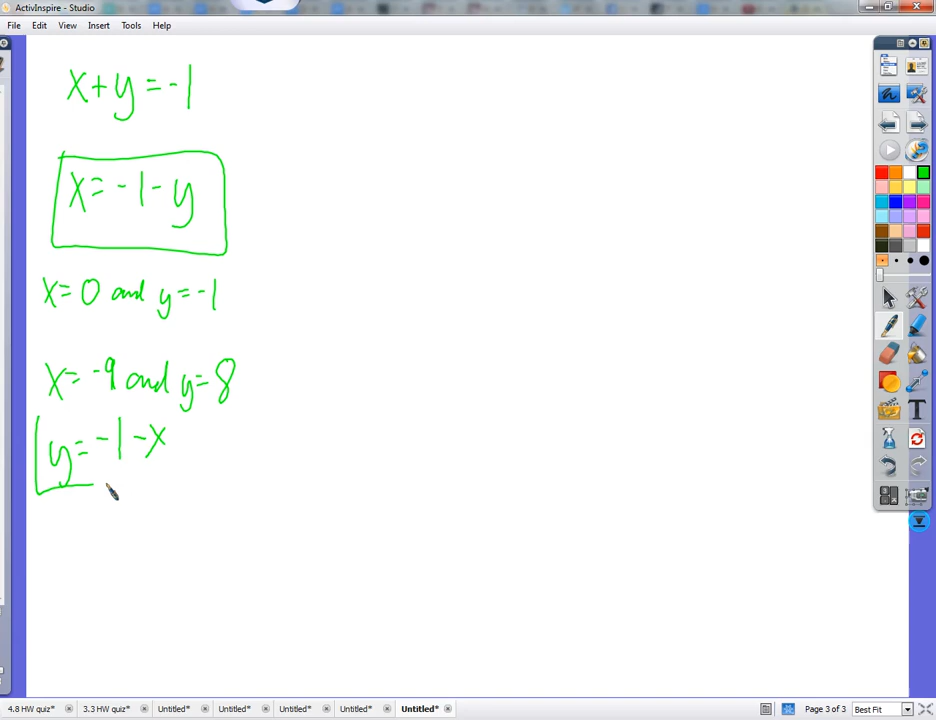 ActivInspire - Studio
File Edit View Insert Tools Help
x+y=-1
x=-1-y
x=0 and y=-1
x=-9 and y=8
y=-1-x
4.8 HW quiz* 3.3 HW quiz* Untitled* Untitled* Untitled* Untitled* Untitled* Page 3 of 3 Best Fit